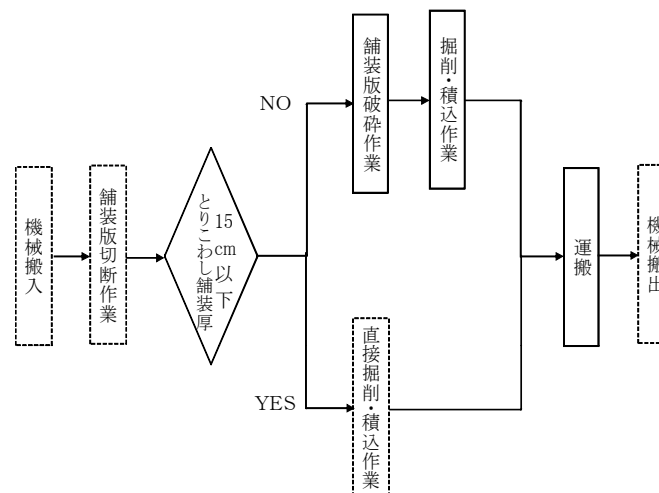 機械搬入
舗装版切断作業
とりこわし舗装厚
15cm以下
NO
舗装版破砕作業
掘削・積込作業
YES
直接掘削・積込作業
運搬
機械搬出